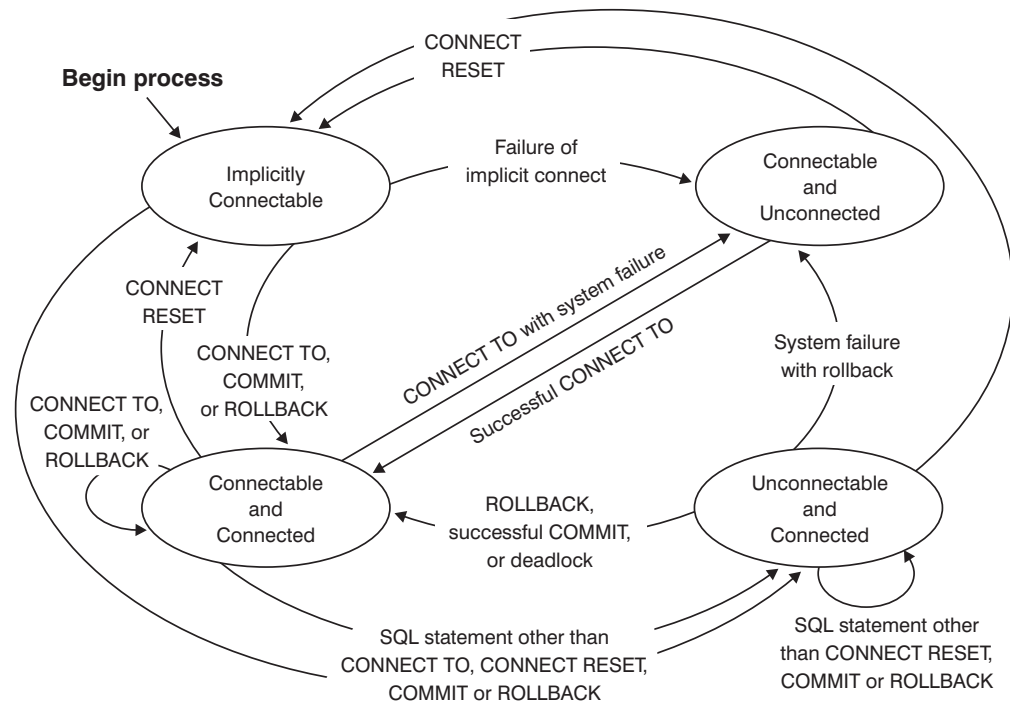 CONNECT
RESET
Begin process
Implicitly
Connectable
Failure of
implicit connect
Connectable
and
Unconnected
CONNECT
RESET
CONNECT TO with system failure
Successful CONNECT TO
System failure
with rollback
CONNECT TO,
COMMIT,
or ROLLBACK
CONNECT TO,
COMMIT, or
ROLLBACK
Connectable
and
Connected
ROLLBACK,
successful COMMIT,
or deadlock
Unconnectable
and
Connected
SQL statement other than
CONNECT TO, CONNECT RESET,
COMMIT or ROLLBACK
SQL statement other
than CONNECT RESET,
COMMIT or ROLLBACK